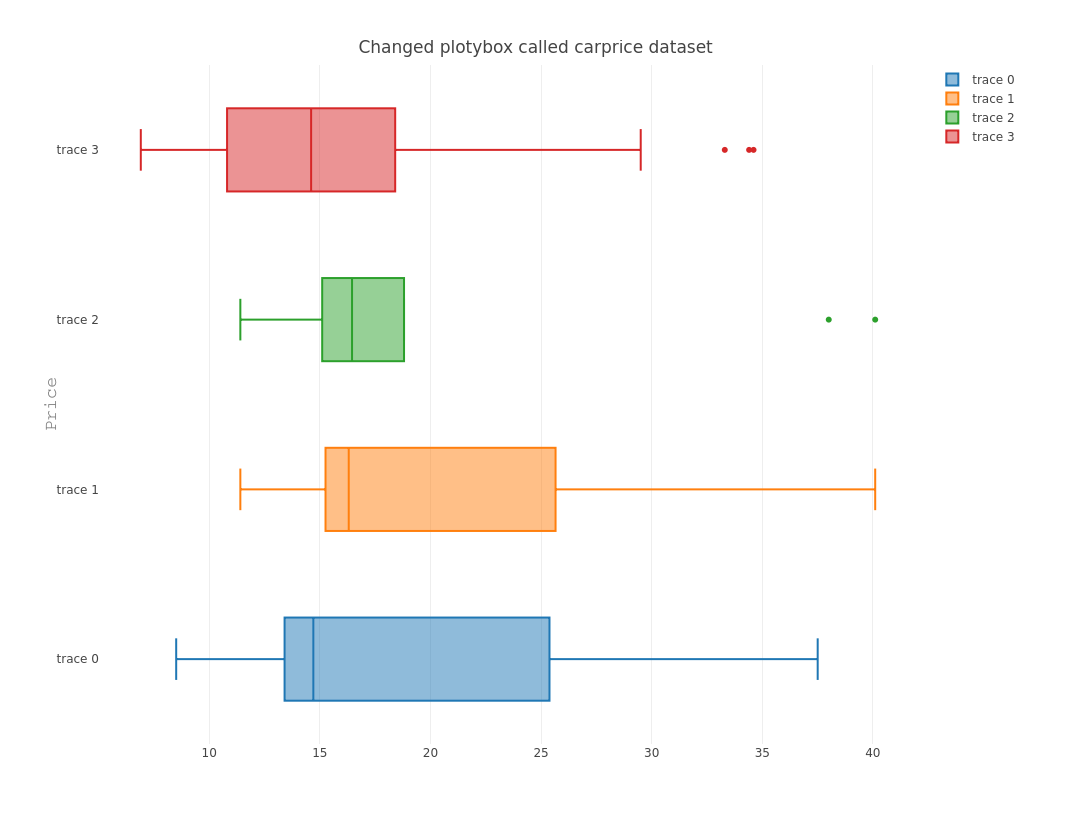 Changed plotybox called carprice dataset
trace 0
trace 1
trace 2
trace 3
trace 3
trace 2
trace 1
trace 0
Price
10 15 20 25 30 35 40